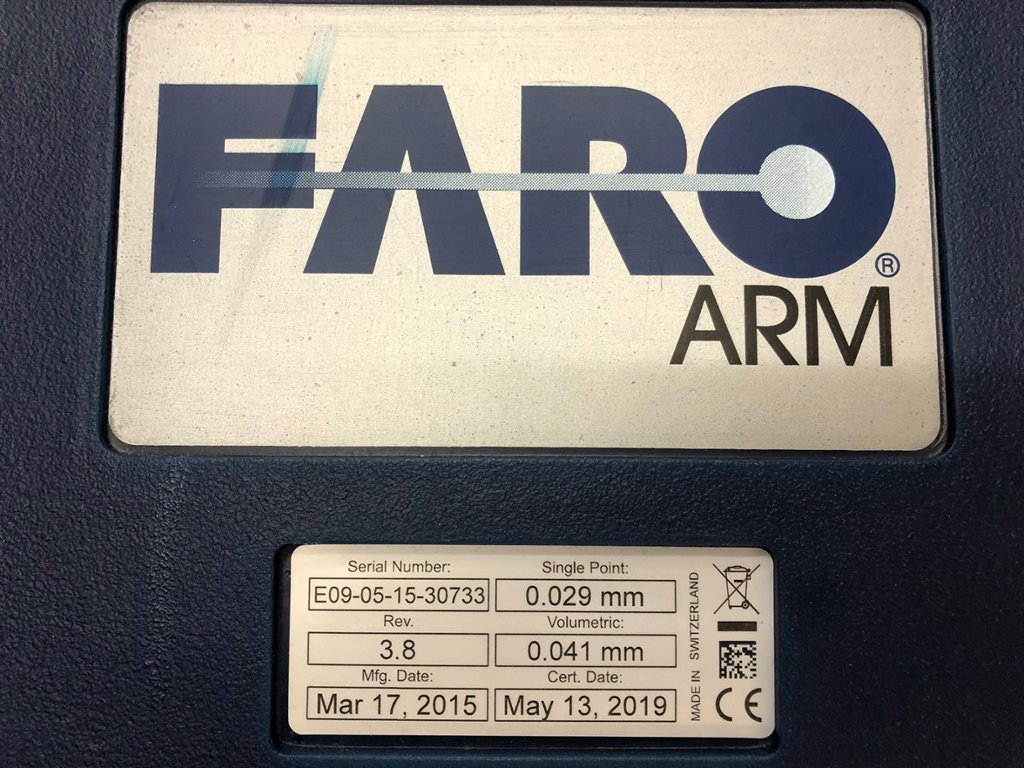 FARO®
ARM
Serial Number:
E09-05-15-30733
Single Point:
0.029 mm
Rev.
3.8
Volumetric:
0.041 mm
Mfg. Date:
Mar 17, 2015
Cert. Date:
May 13, 2019
MADE IN SWITZERLAND
CE